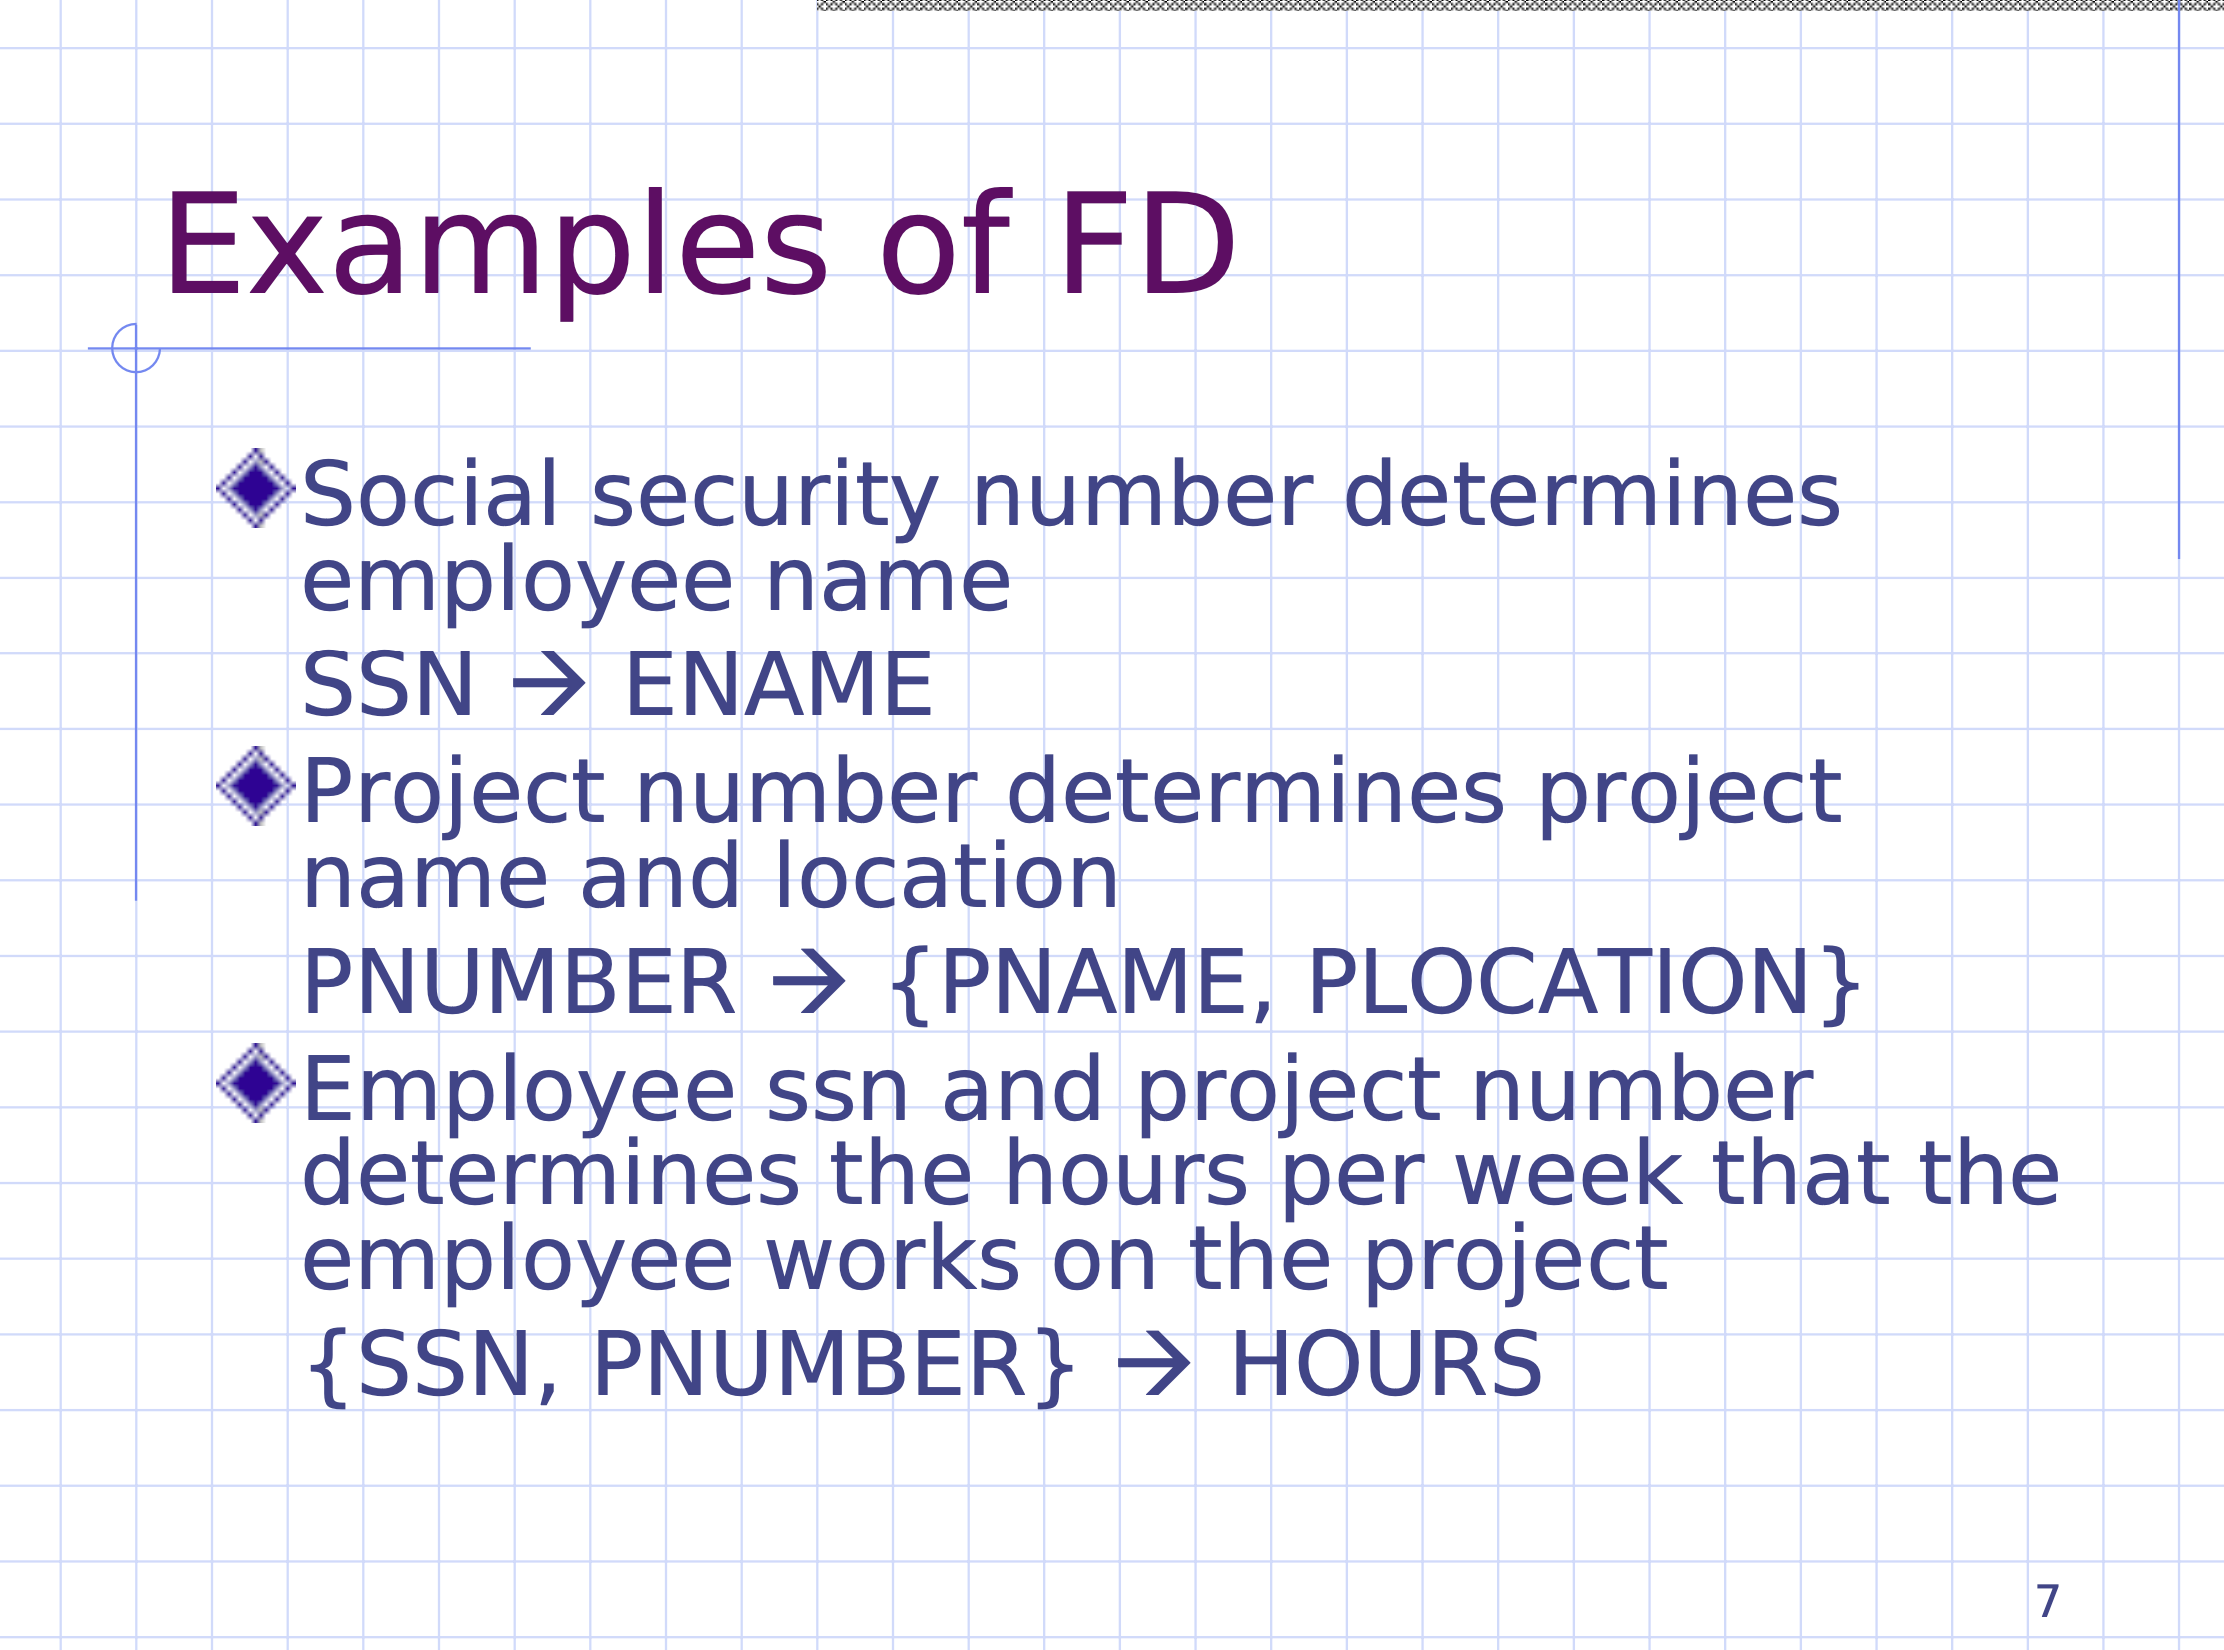 Examples of FD
Social security number determines
employee name
SSN → ENAME
Project number determines project
name and location
PNUMBER → {PNAME, PLOCATION}
Employee ssn and project number
determines the hours per week that the
employee works on the project
{SSN, PNUMBER} → HOURS
7